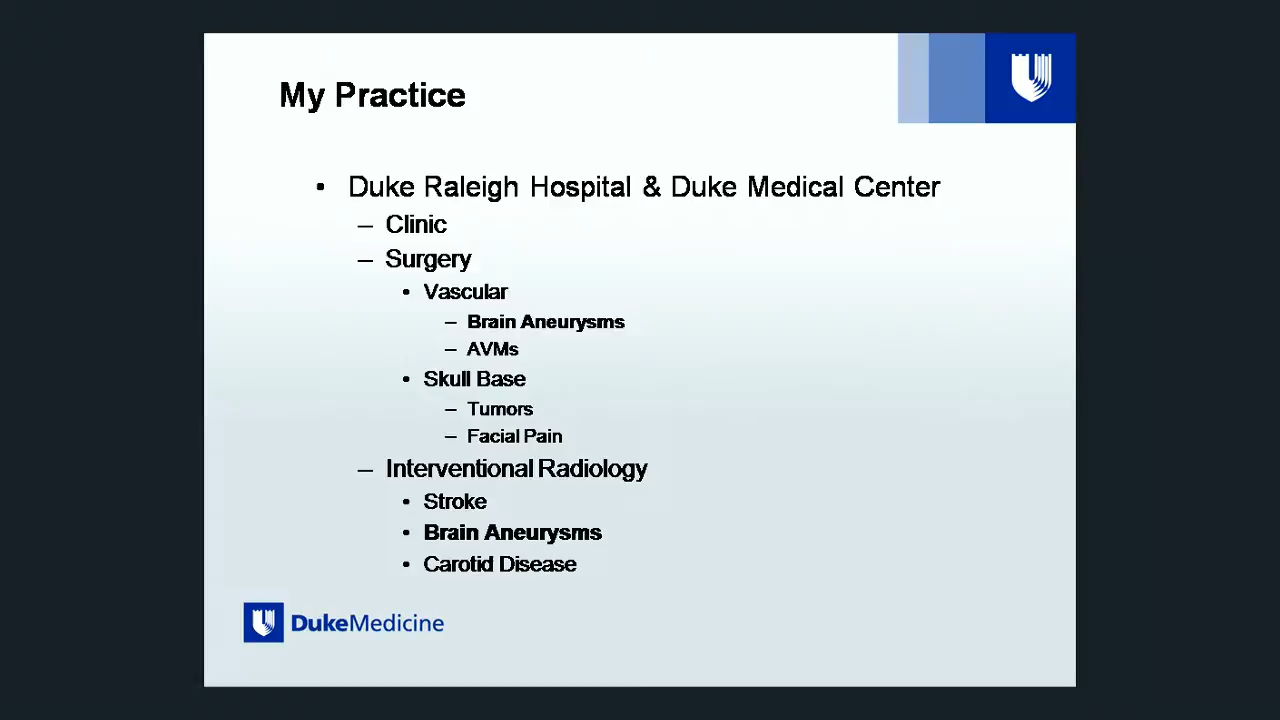 My Practice
• Duke Raleigh Hospital & Duke Medical Center
– Clinic
– Surgery
• Vascular
– Brain Aneurysms
– AVMs
• Skull Base
– Tumors
– Facial Pain
– Interventional Radiology
• Stroke
• Brain Aneurysms
• Carotid Disease
DukeMedicine